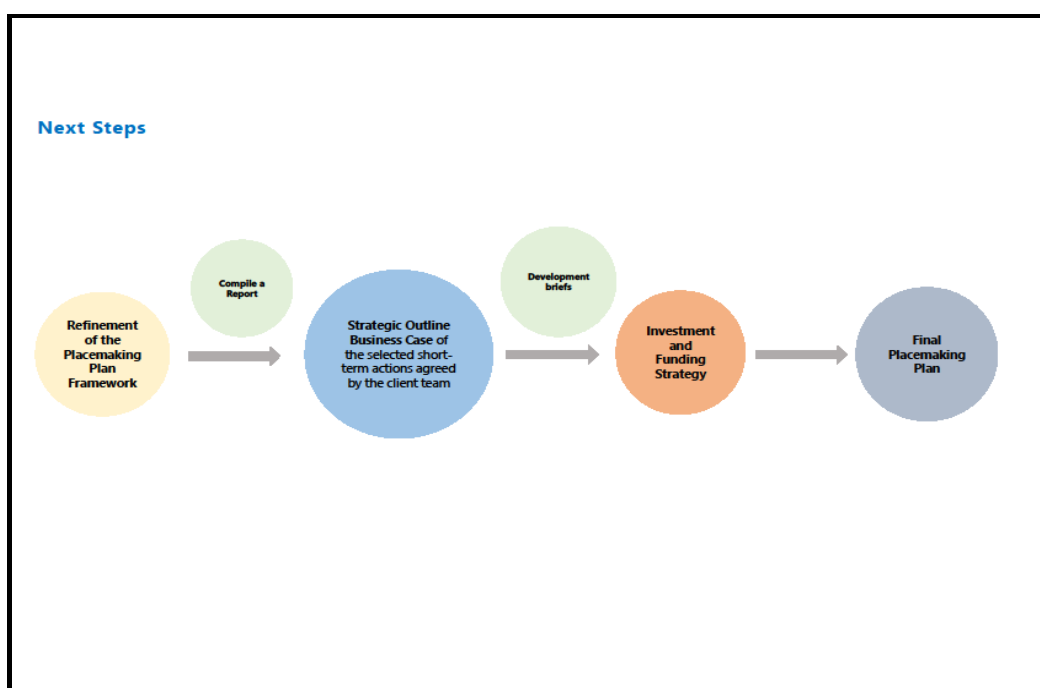 Next Steps
Refinement
of the
Placemaking
Plan
Framework
Compile a
Report
Strategic Outline
Business Case of
the selected short-
term actions agreed
by the client team
Development
briefs
Investment
and
Funding
Strategy
Final
Placemaking
Plan